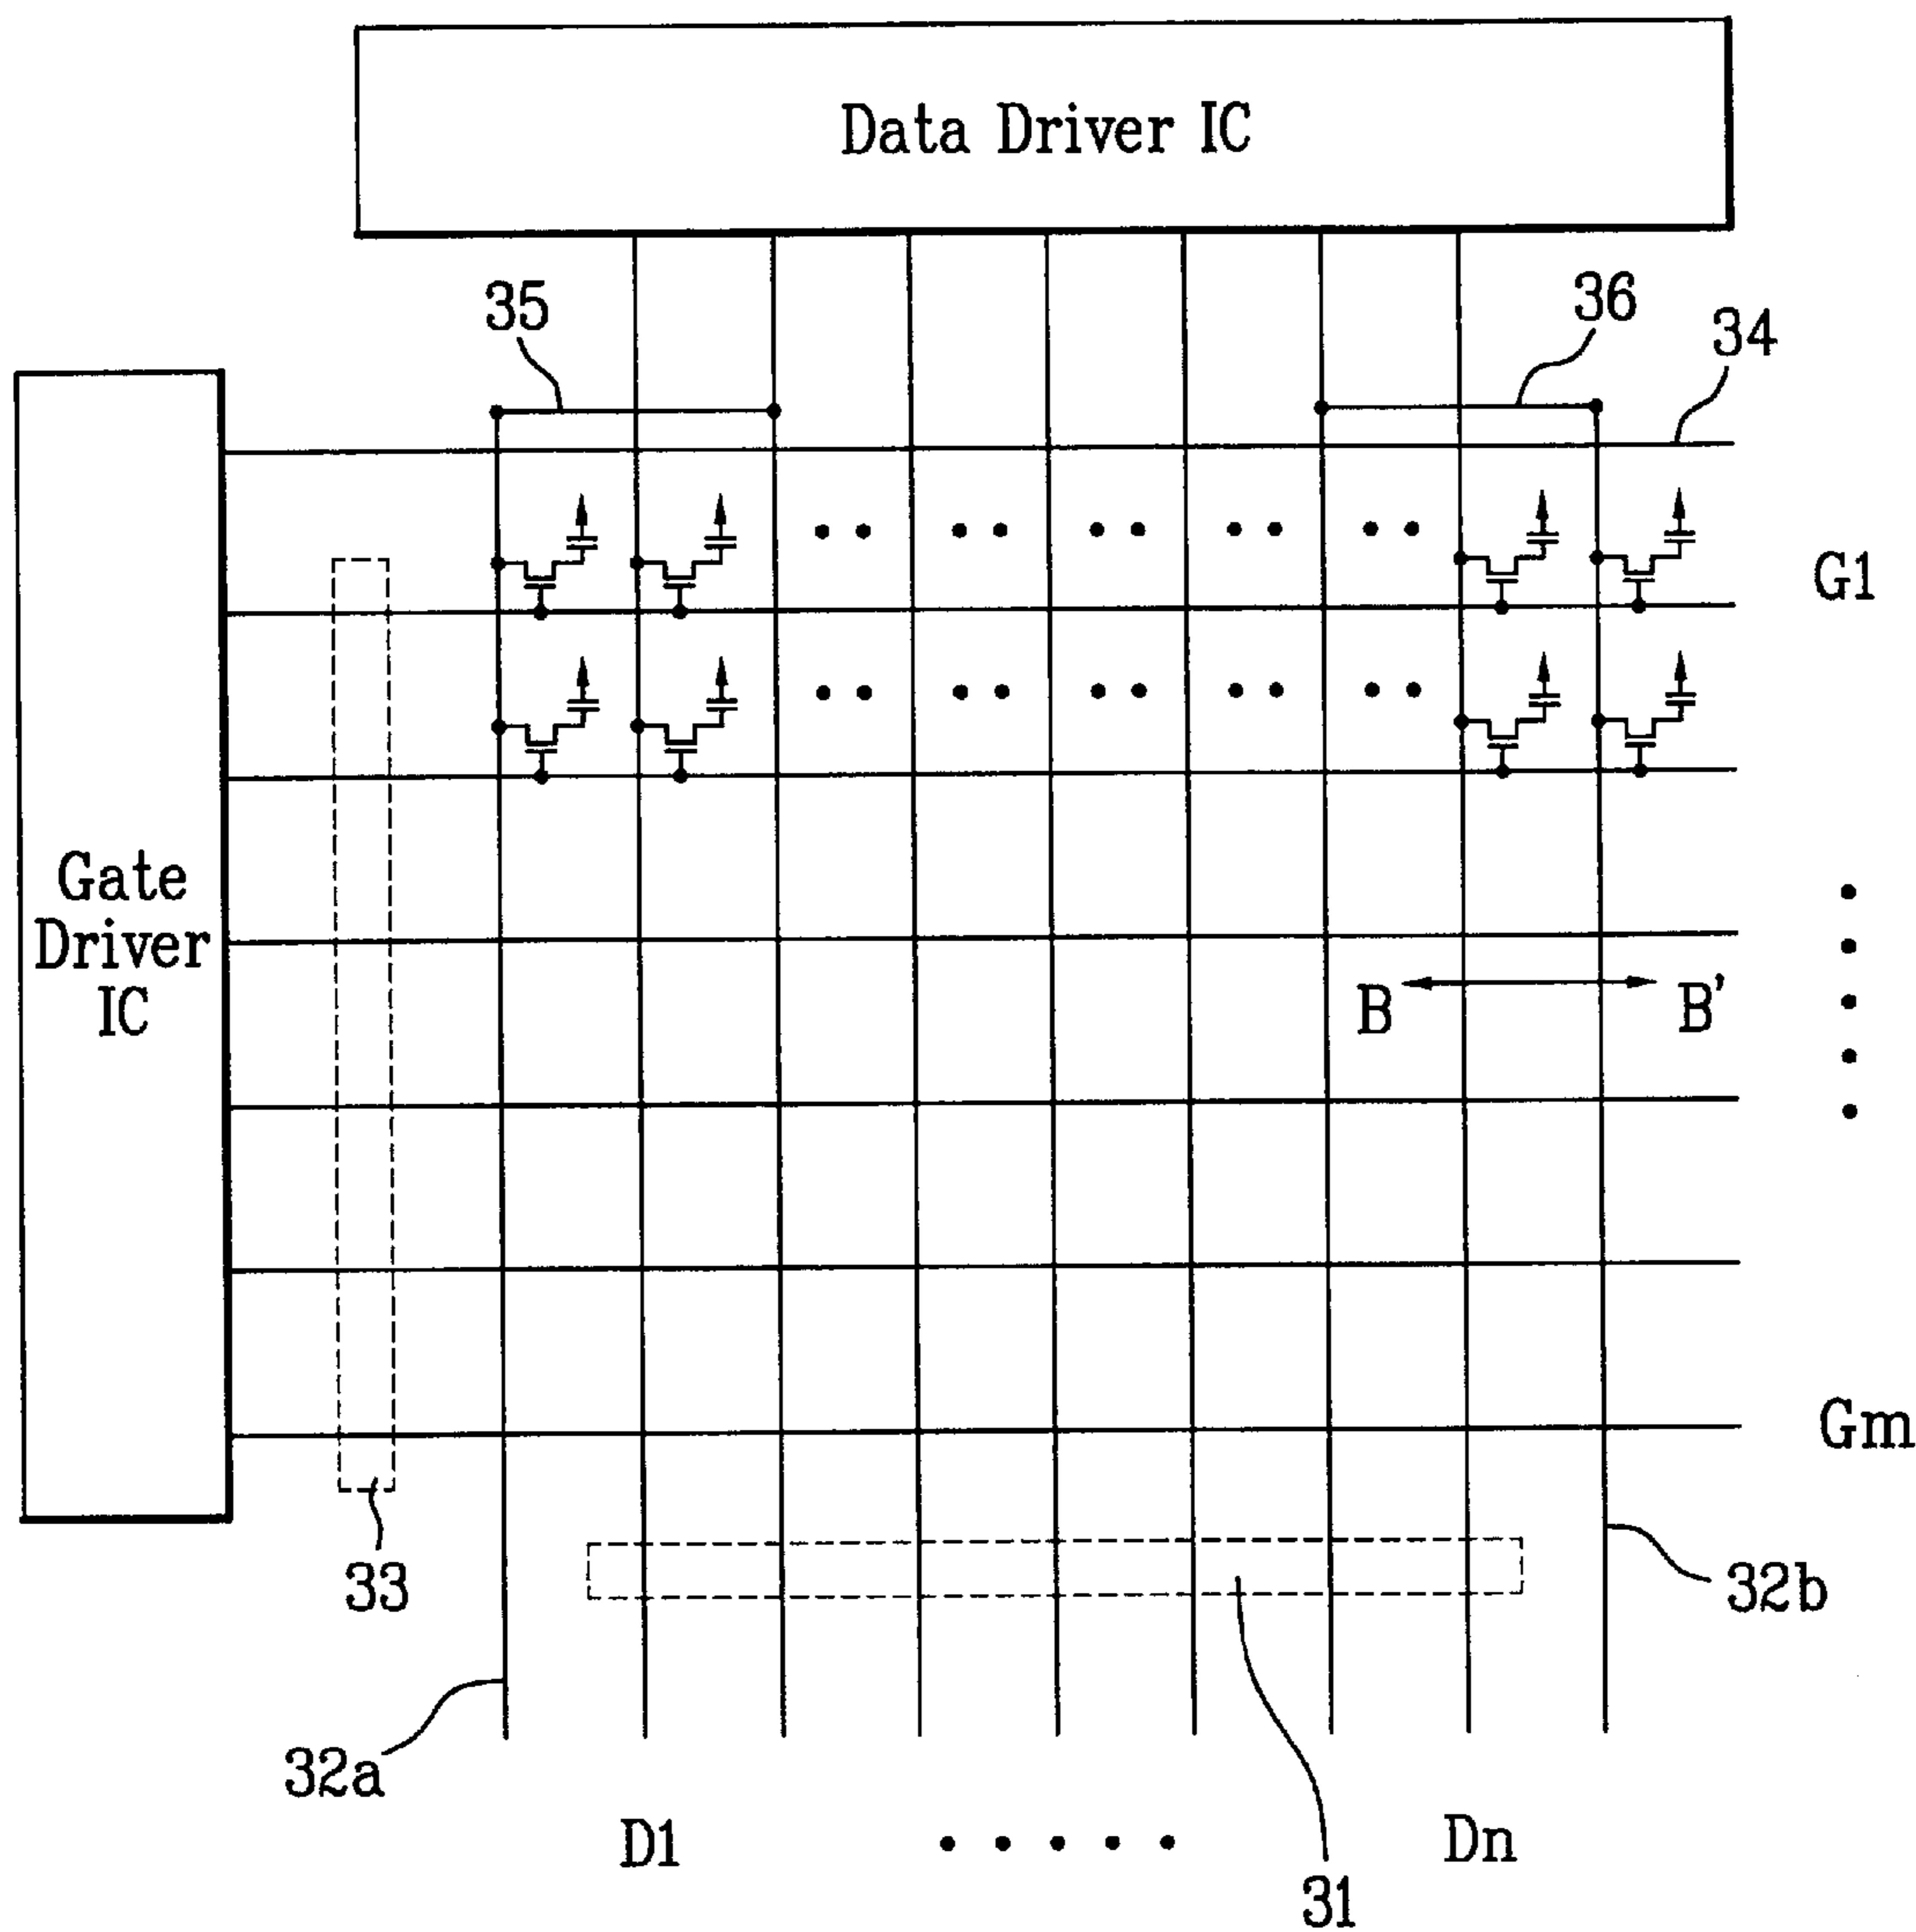 Data Driver IC
35
36
34
G1
Gate
Driver
IC
B
B'
Gm
33
32b
32a
D1
Dn
31